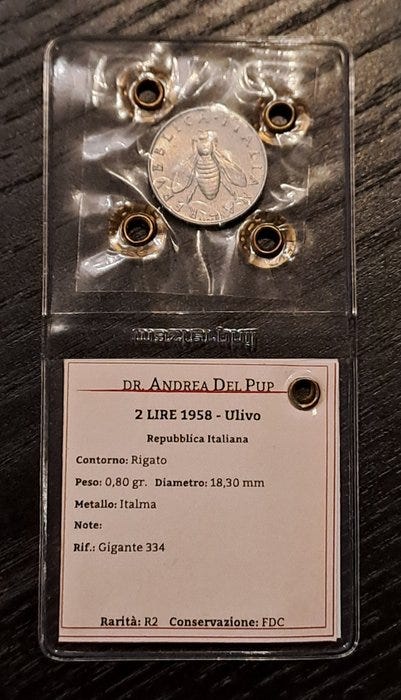 REPVBBLICA·ITALIANA
DR. ANDREA DEL PUP
2 LIRE 1958 - Ulivo
Repubblica Italiana
Contorno: Rigato
Peso: 0,80 gr. Diametro: 18,30 mm
Metallo: Italma
Note:
Rif.: Gigante 334
Rarità: R2 Conservazione: FDC